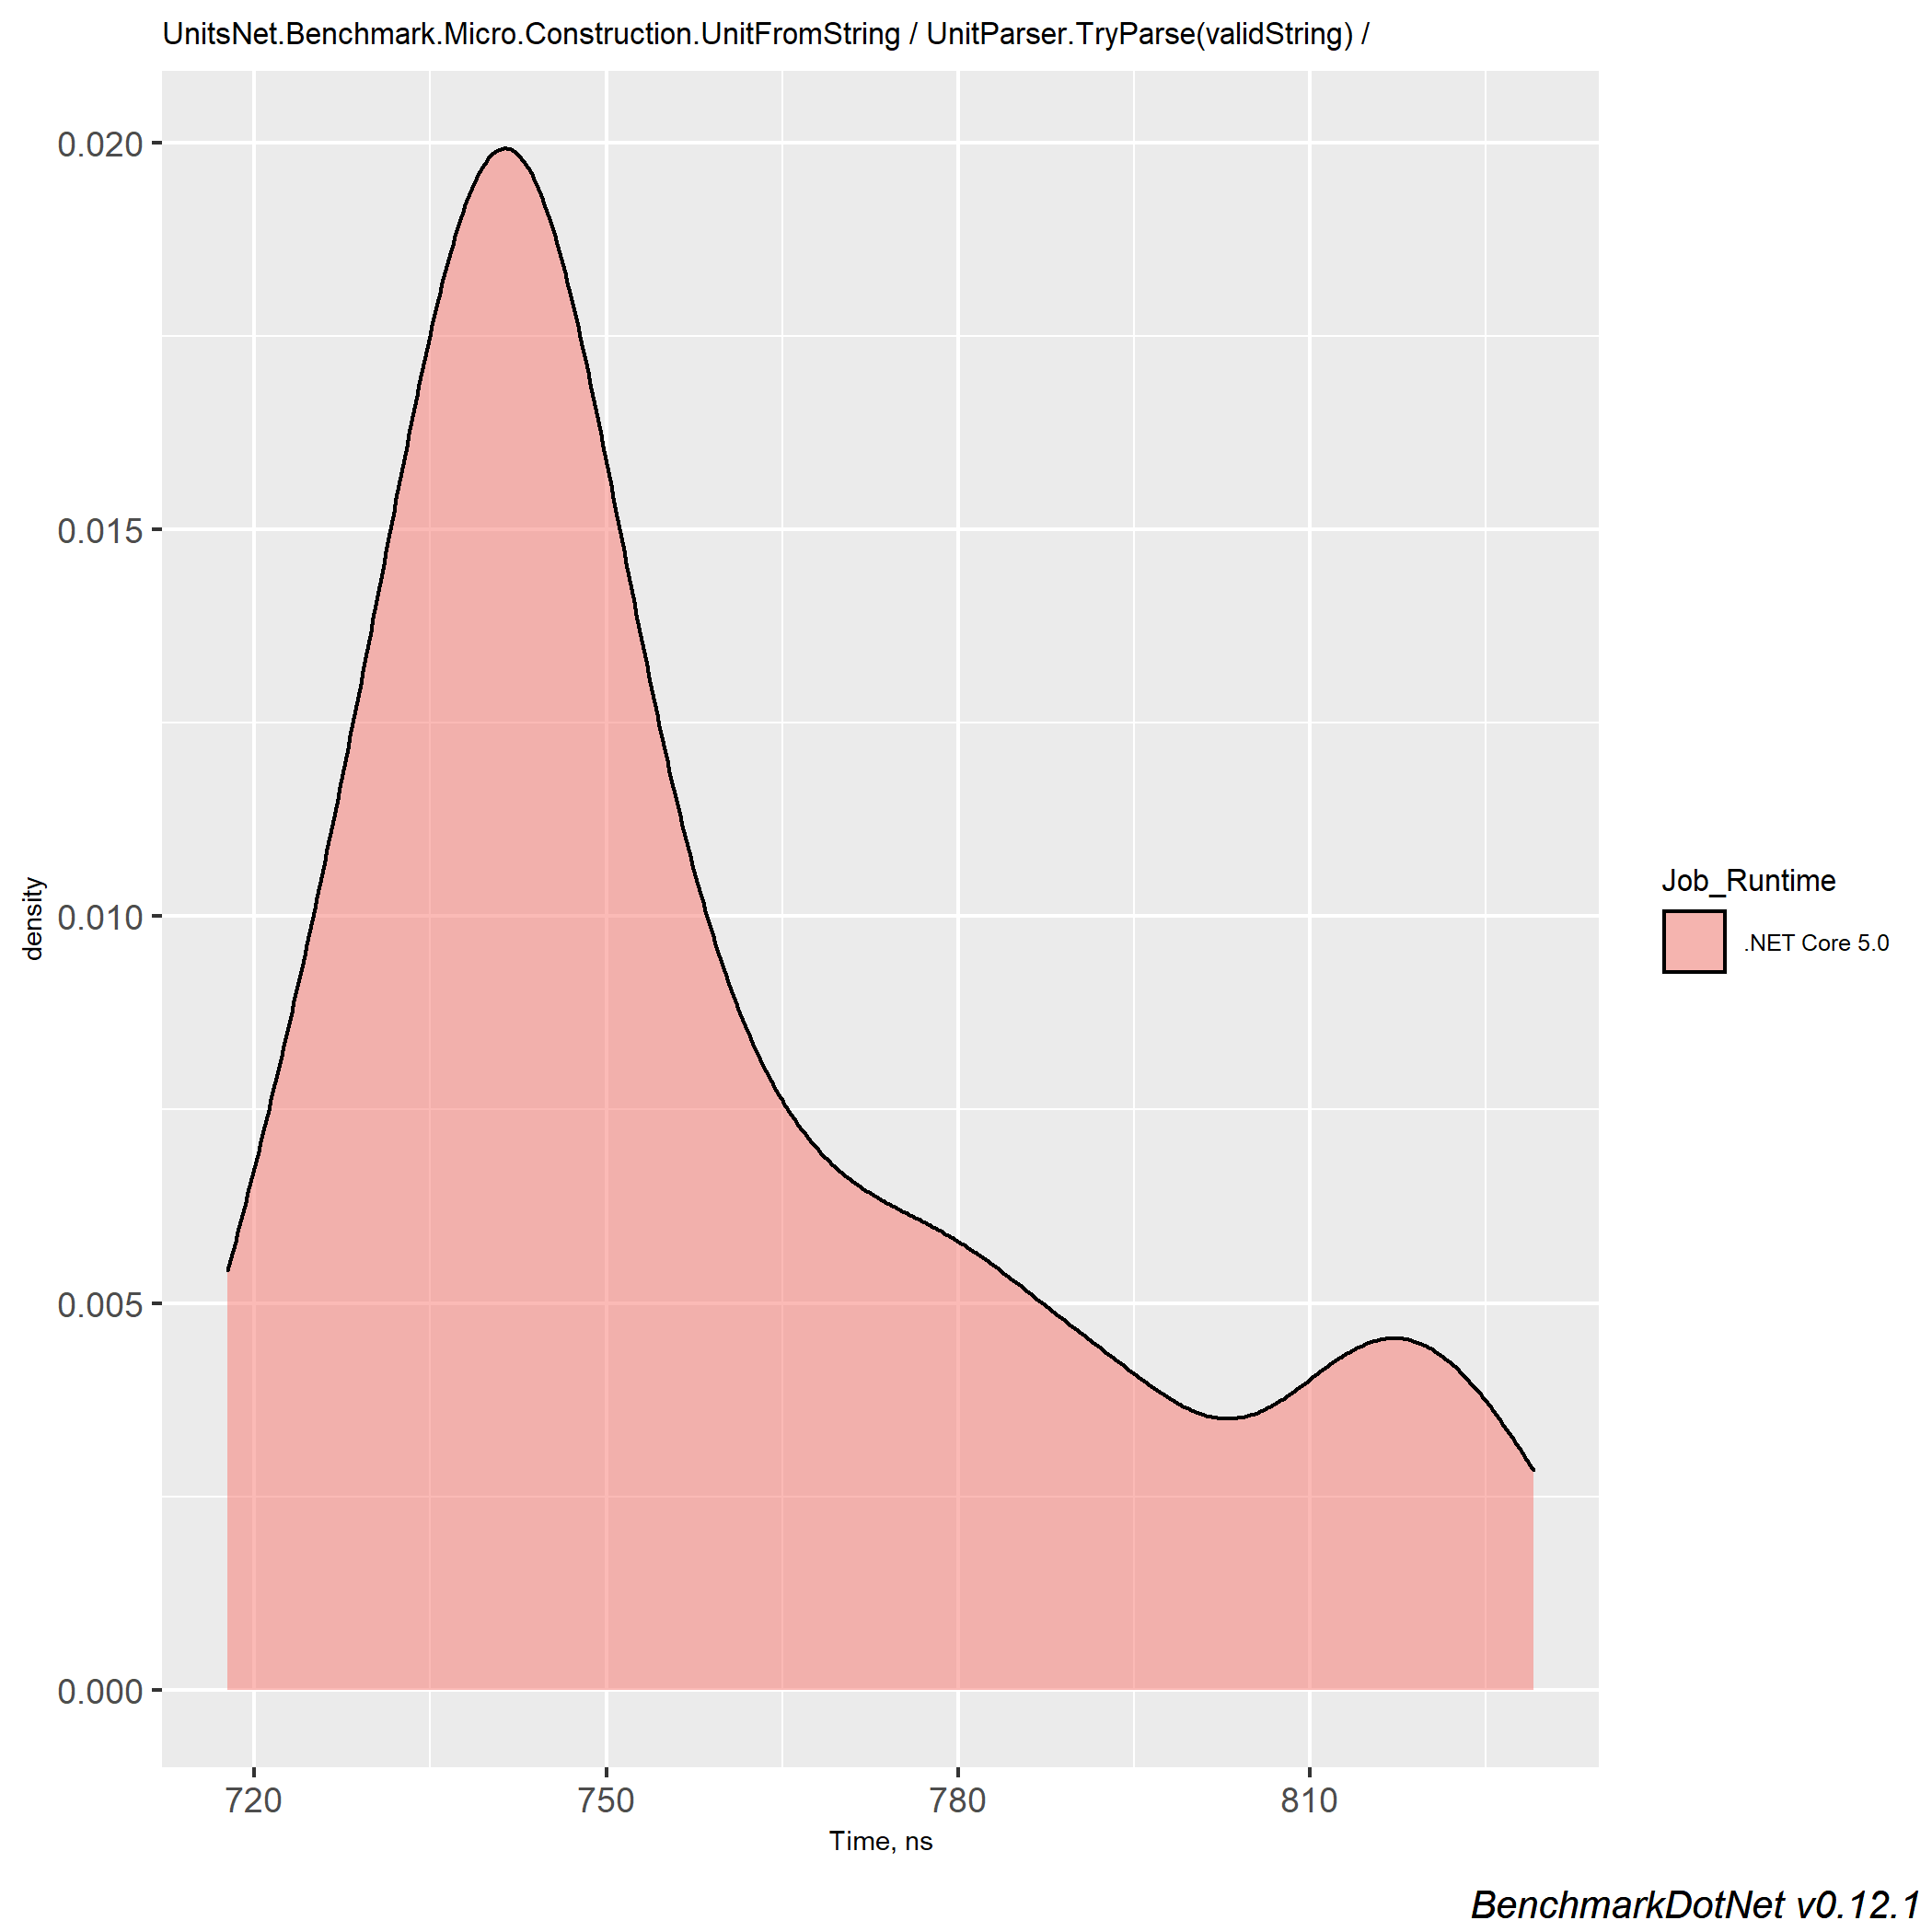 UnitsNet.Benchmark.Micro.Construction.UnitFromString / UnitParser.TryParse(validString) /
0.020
0.015
0.010
0.005
0.000
density
720 750 780 810
Time, ns
Job_Runtime
.NET Core 5.0
BenchmarkDotNet v0.12.1